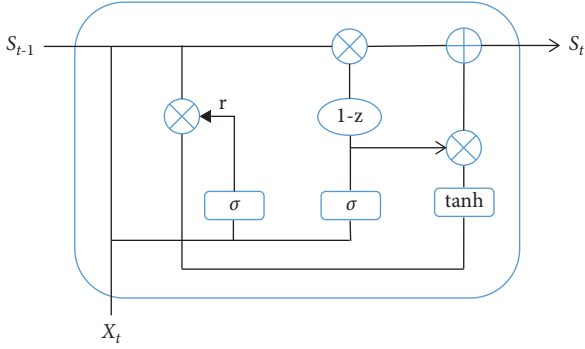 S_{t-1}
S_t
r
1-z
σ
σ
tanh
X_t